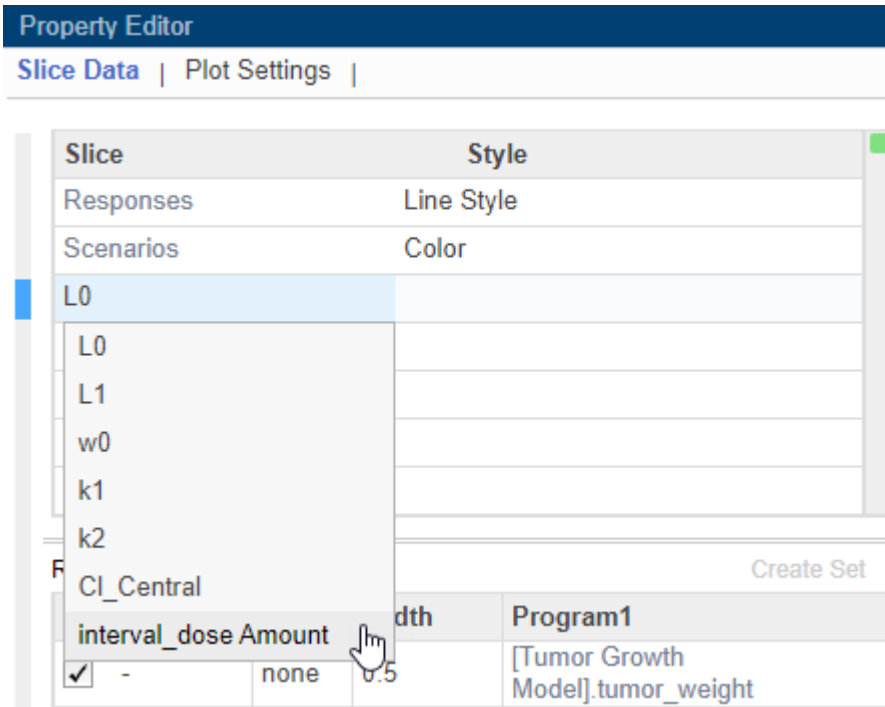 Property Editor
Slice Data | Plot Settings |
Slice Style
Responses Line Style
Scenarios Color
L0
L0
L1
w0
k1
k2
Cl_Central
interval_dose Amount
Create Set
Program1
- none 0.5 [Tumor Growth
Model].tumor_weight